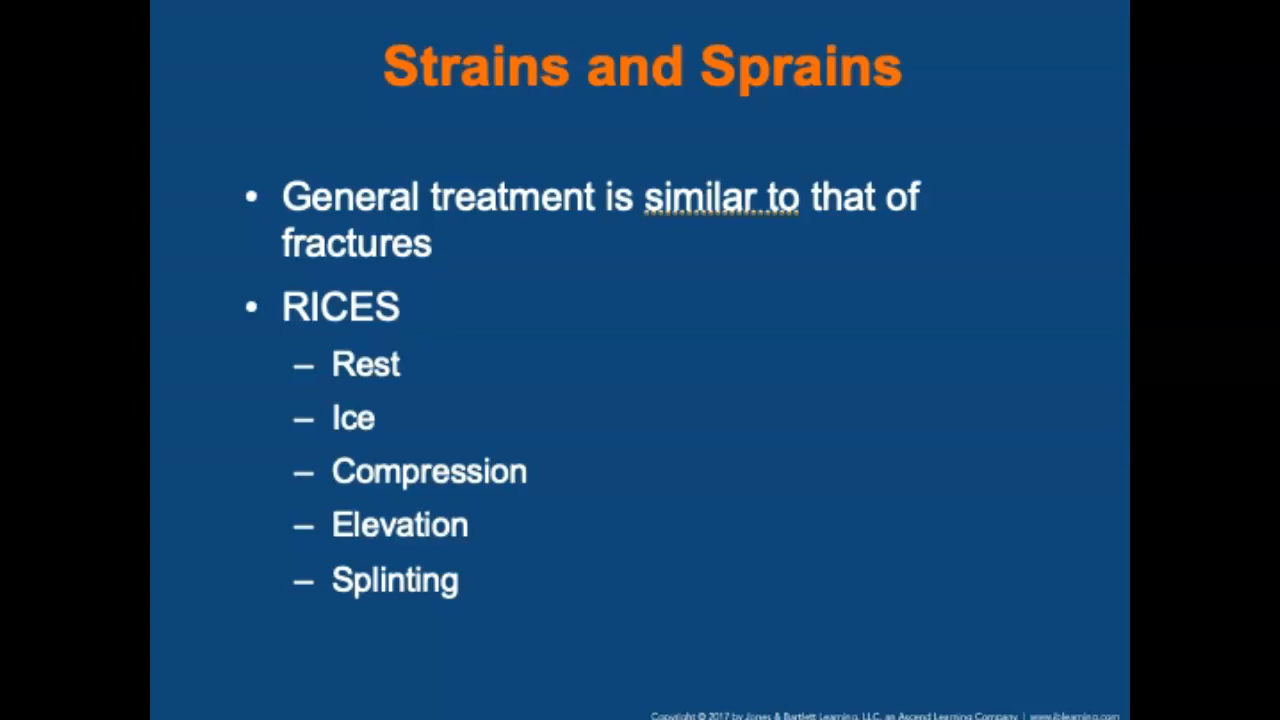 Strains and Sprains
• General treatment is similar to that of
fractures
• RICES
– Rest
– Ice
– Compression
– Elevation
– Splinting
Copyright © 2017 by Jones & Bartlett Learning, LLC, an Ascend Learning Company | www.jblearning.com